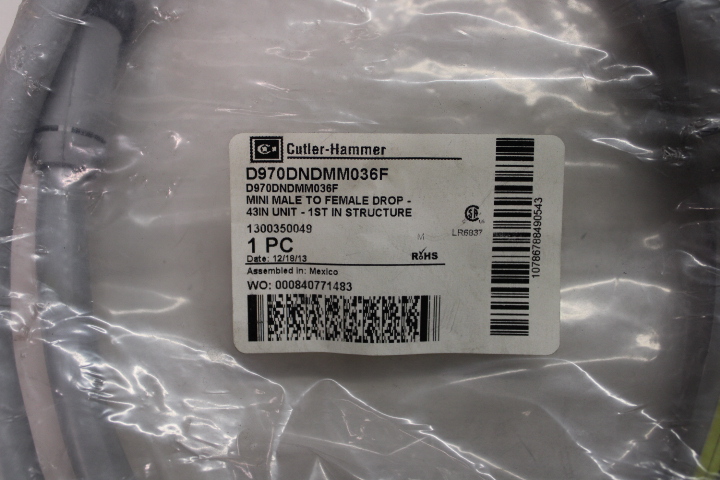 Cutler-Hammer
D970DNDMM036F
D970DNDMM036F
MINI MALE TO FEMALE DROP -
43IN UNIT - 1ST IN STRUCTURE
1300350049
1 PC
Date: 12/18/13
Assembled in: Mexico
WO: 000840771483
M
RoHS
LR6837
10786788490543